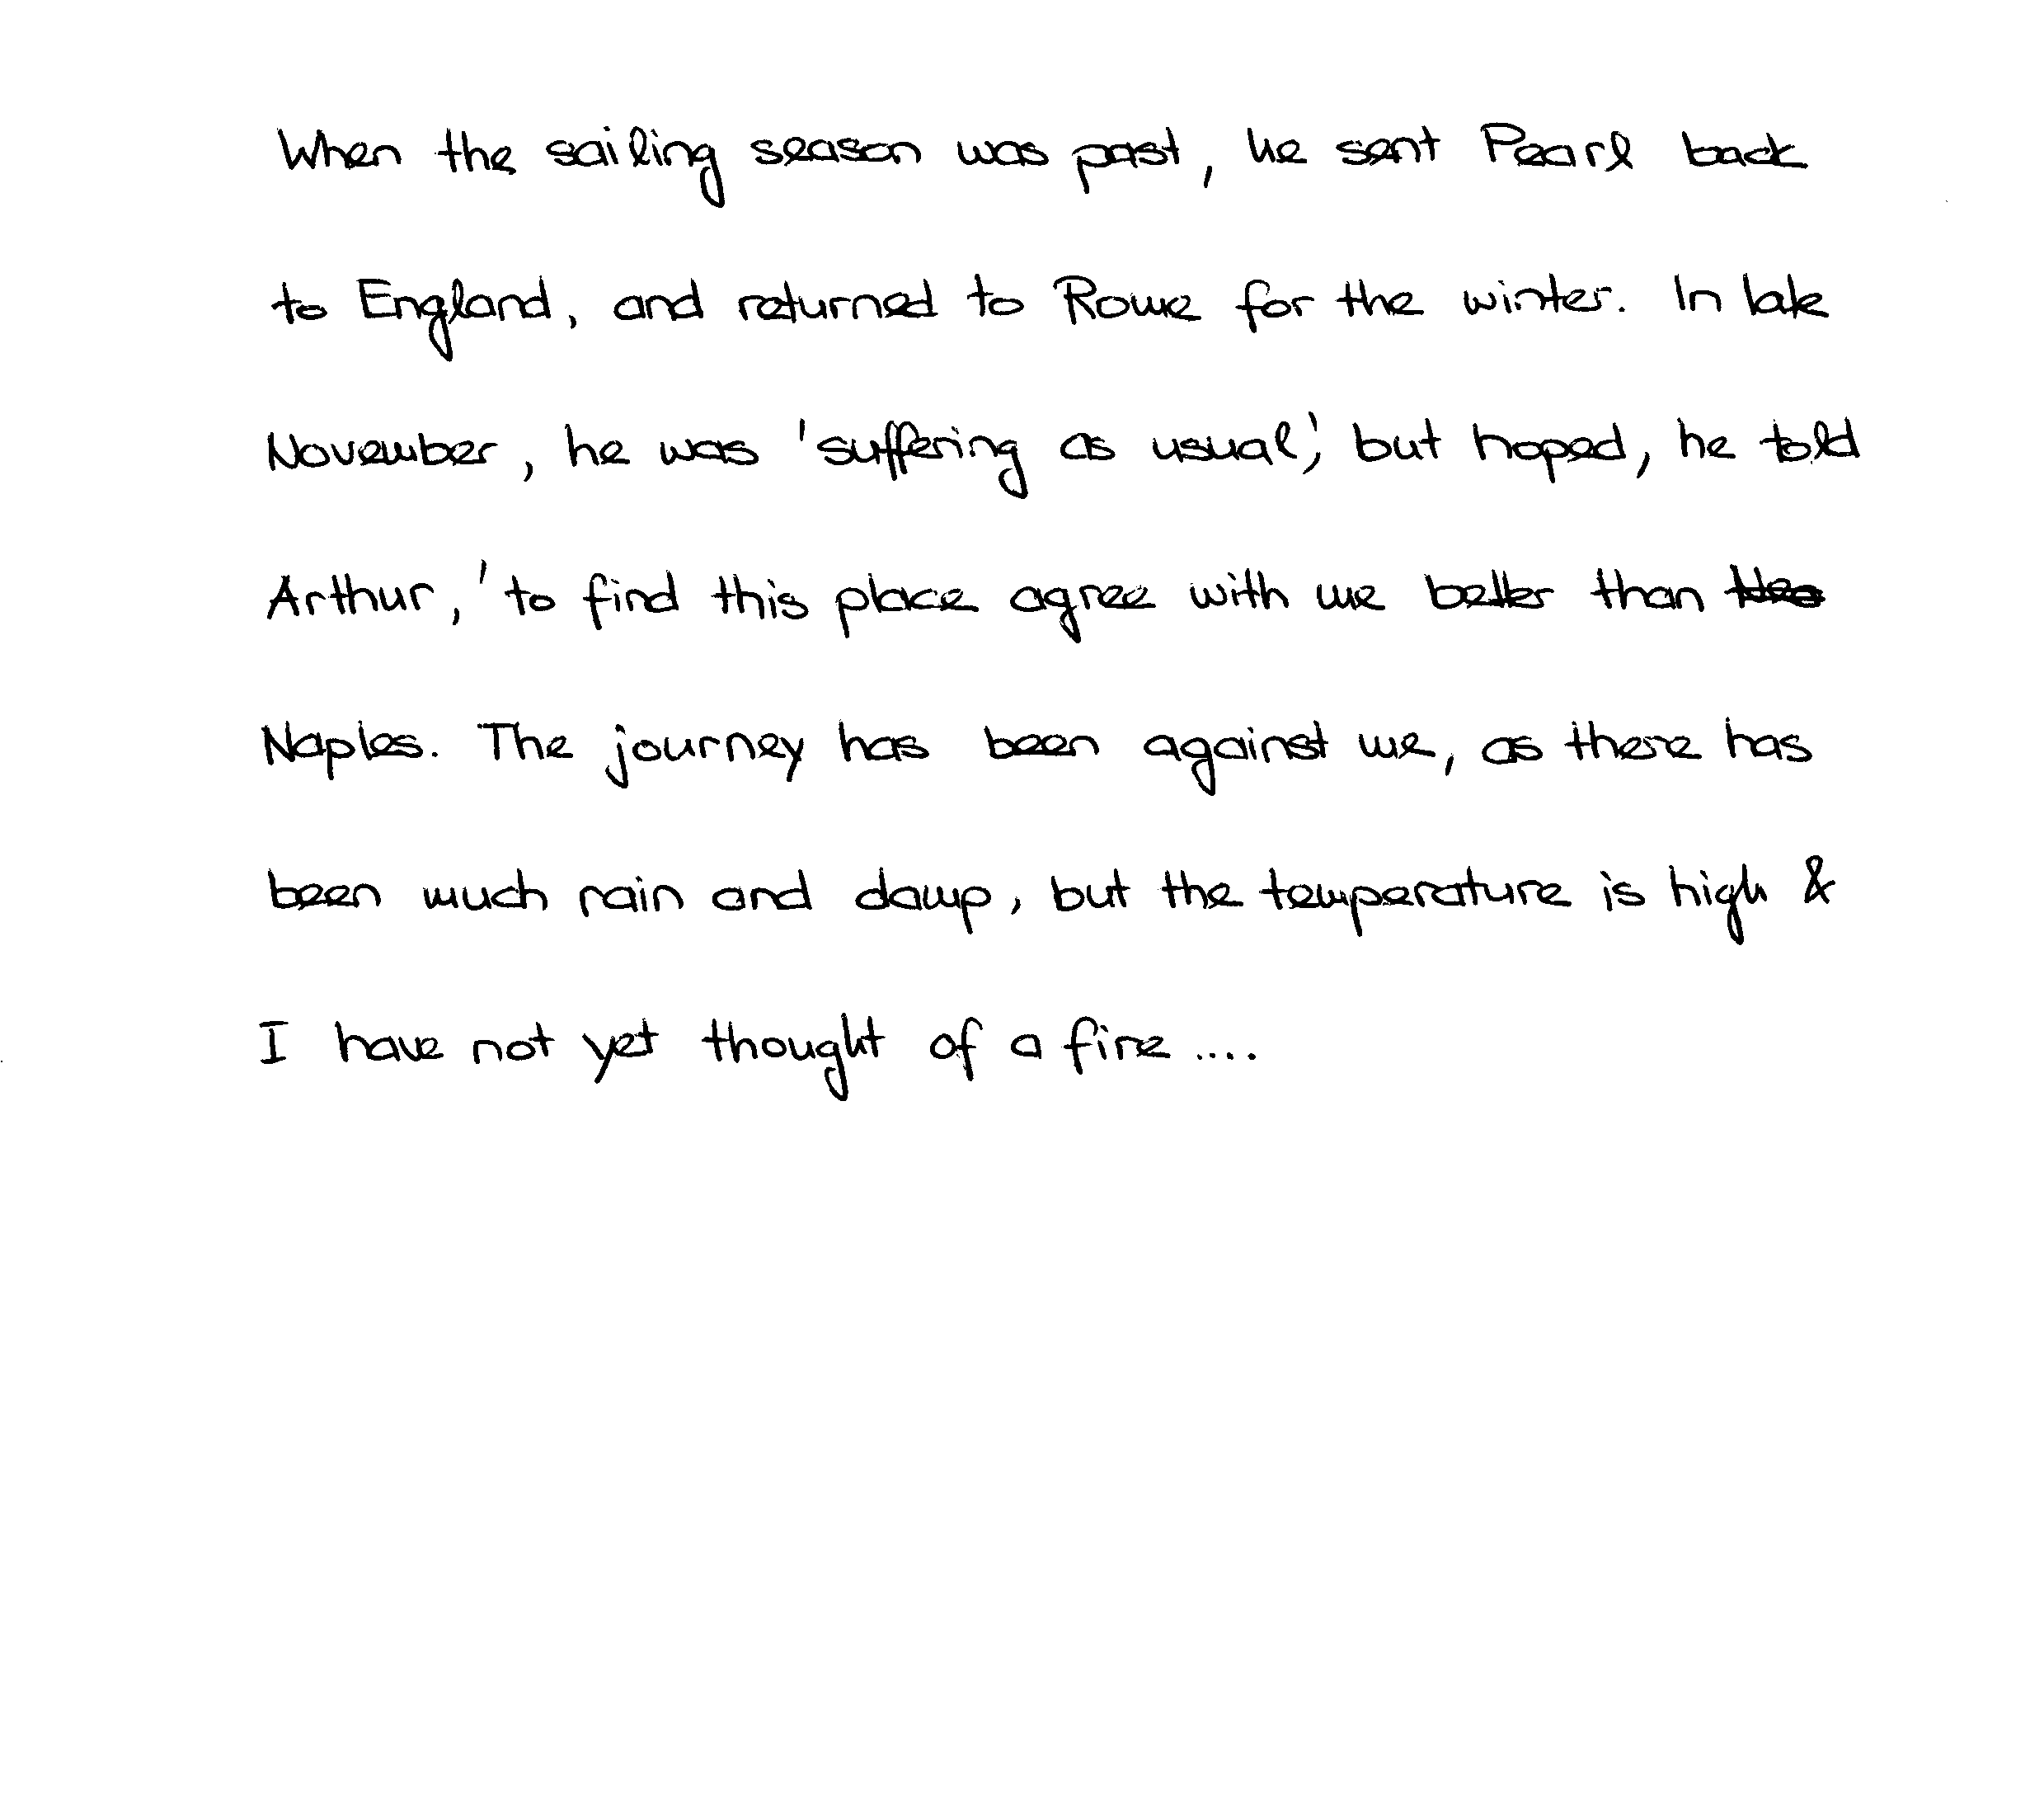 When the sailing season was past, he sent Pearl back
to England, and returned to Rome for the winter. In late
November, he was 'suffering as usual,' but hoped, he told
Arthur, 'to find this place agree with me better than
Naples. The journey has been against me, as there has
been much rain and damp, but the temperature is high &
I have not yet thought of a fire....